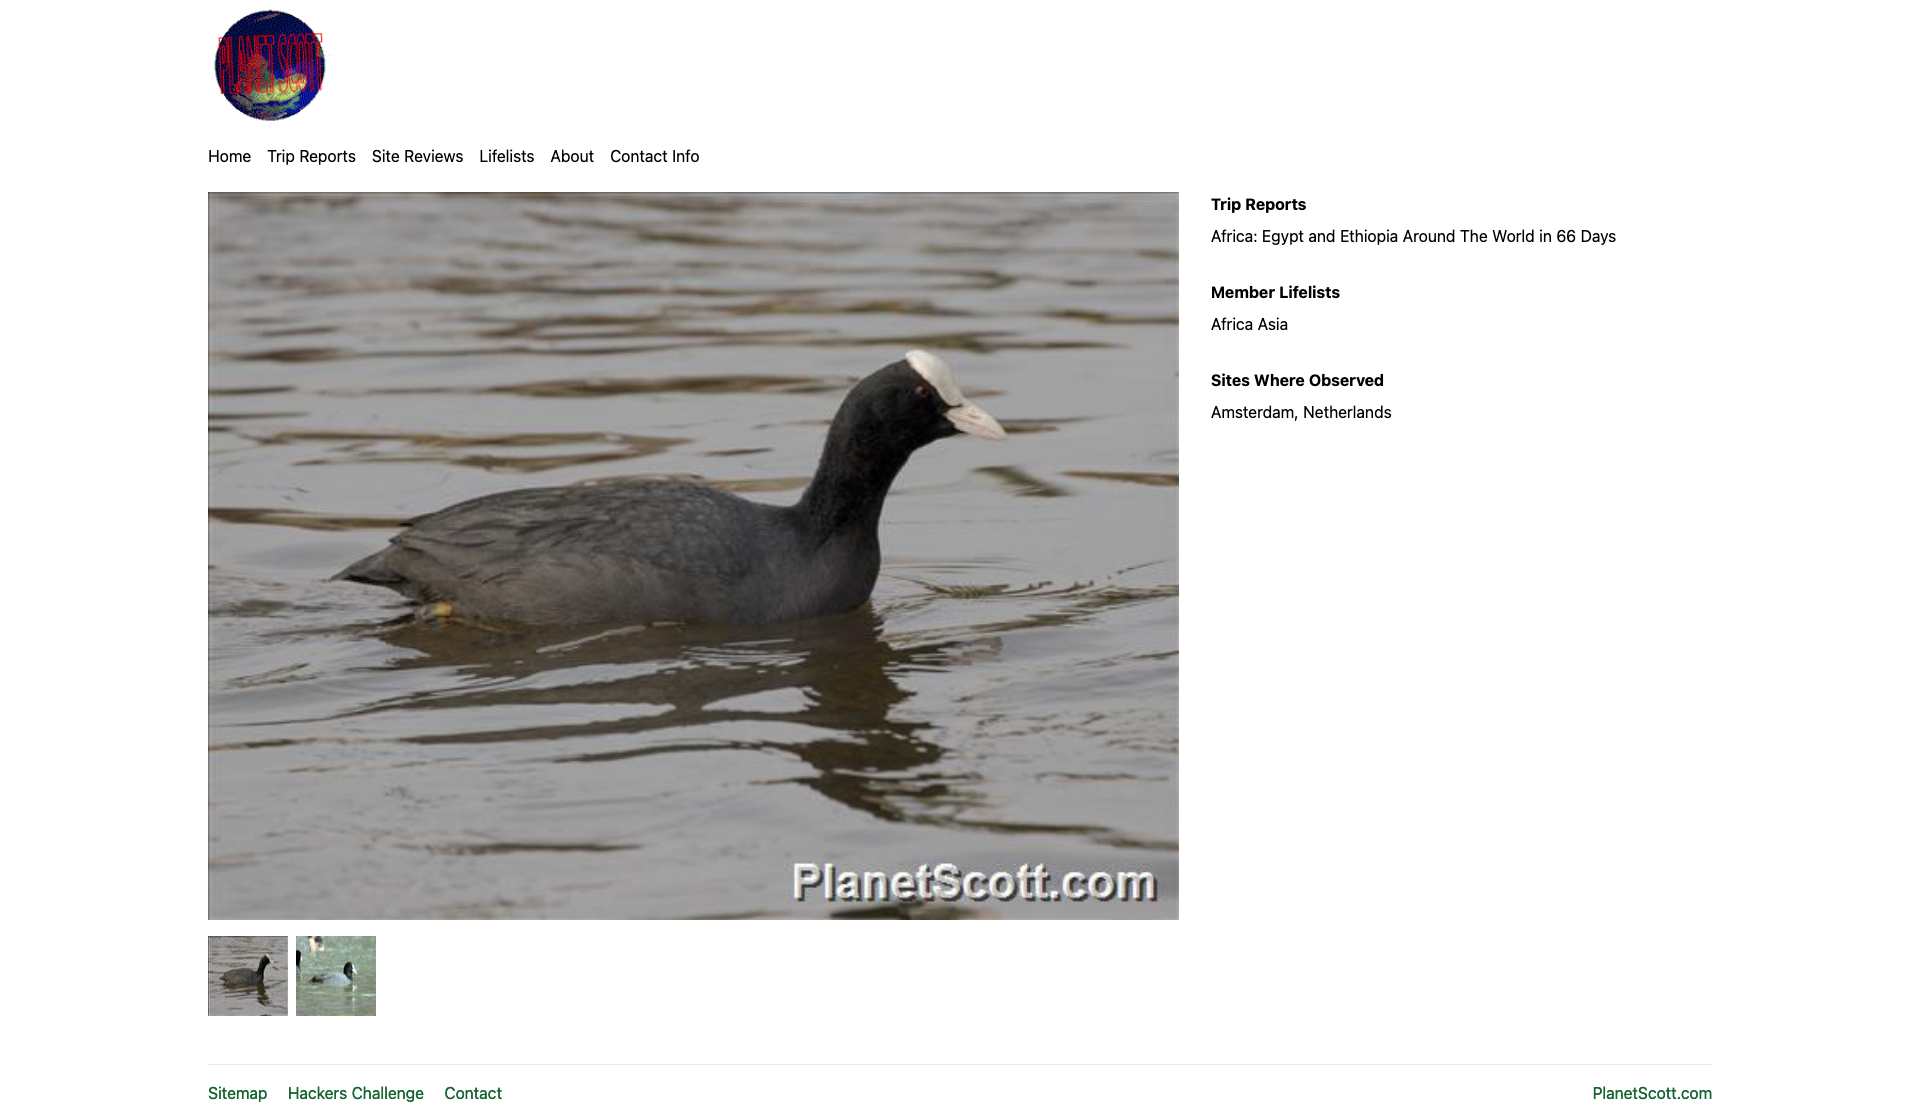 PLANET SCOTT
Home Trip Reports Site Reviews Lifelists About Contact Info
Trip Reports
Africa: Egypt and Ethiopia Around The World in 66 Days
Member Lifelists
Africa Asia
Sites Where Observed
Amsterdam, Netherlands
PlanetScott.com
Sitemap Hackers Challenge Contact PlanetScott.com